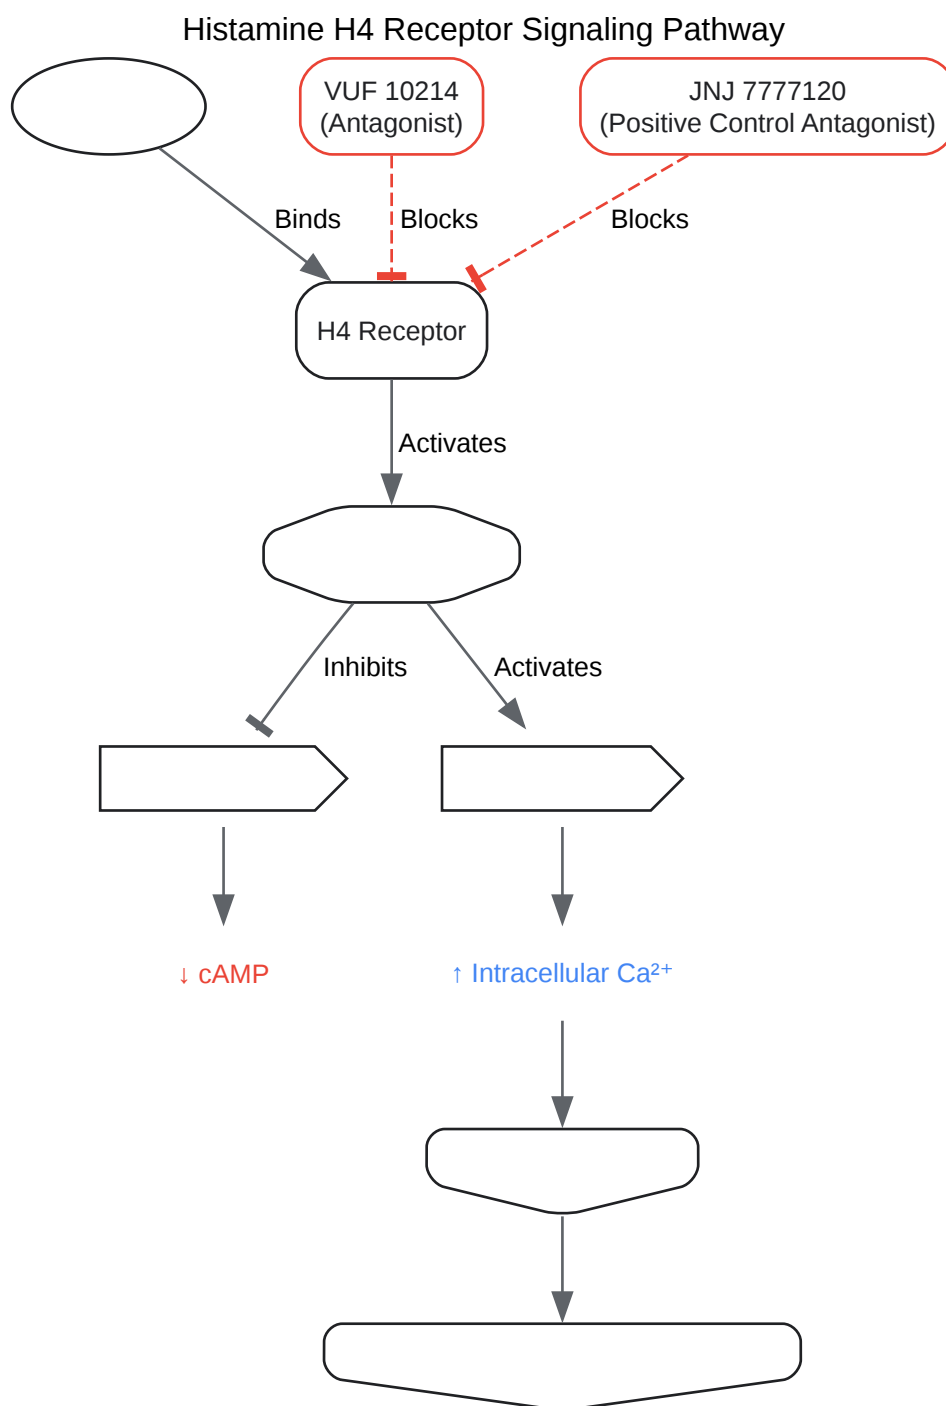 Histamine H4 Receptor Signaling Pathway
VUF 10214
(Antagonist)
JNJ 7777120
(Positive Control Antagonist)
Binds
Blocks
Blocks
H4 Receptor
Activates
Inhibits
Activates
↓ cAMP
↑ Intracellular Ca²⁺